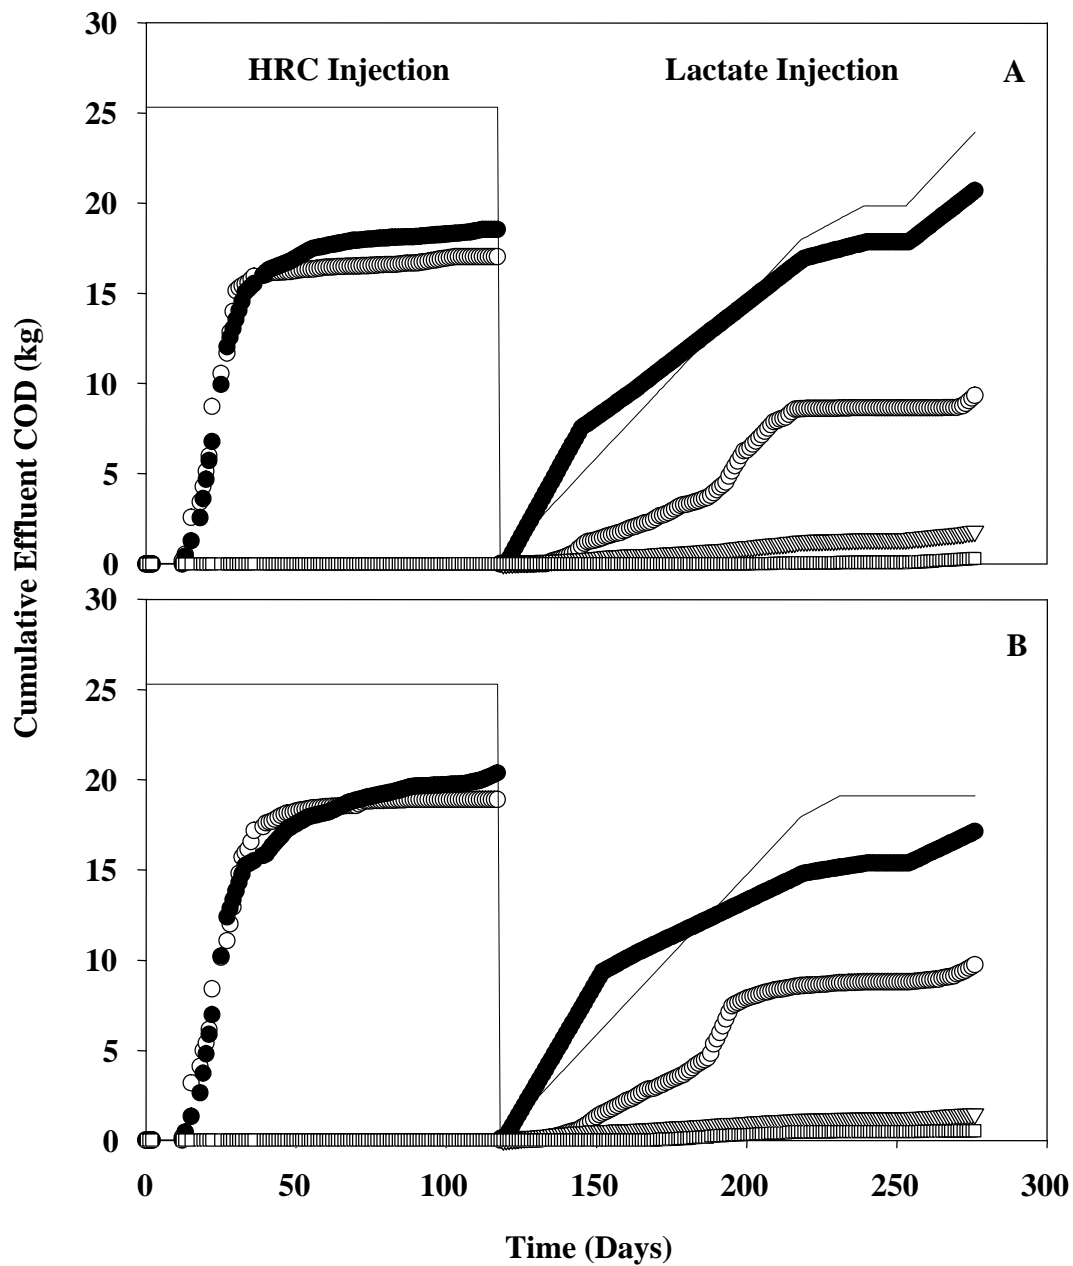 30
HRC Injection Lactate Injection A
25
20
15
10
5
0
30
B
25
20
15
10
5
0
0 50 100 150 200 250 300
Time (Days)
Cumulative Effluent COD (kg)